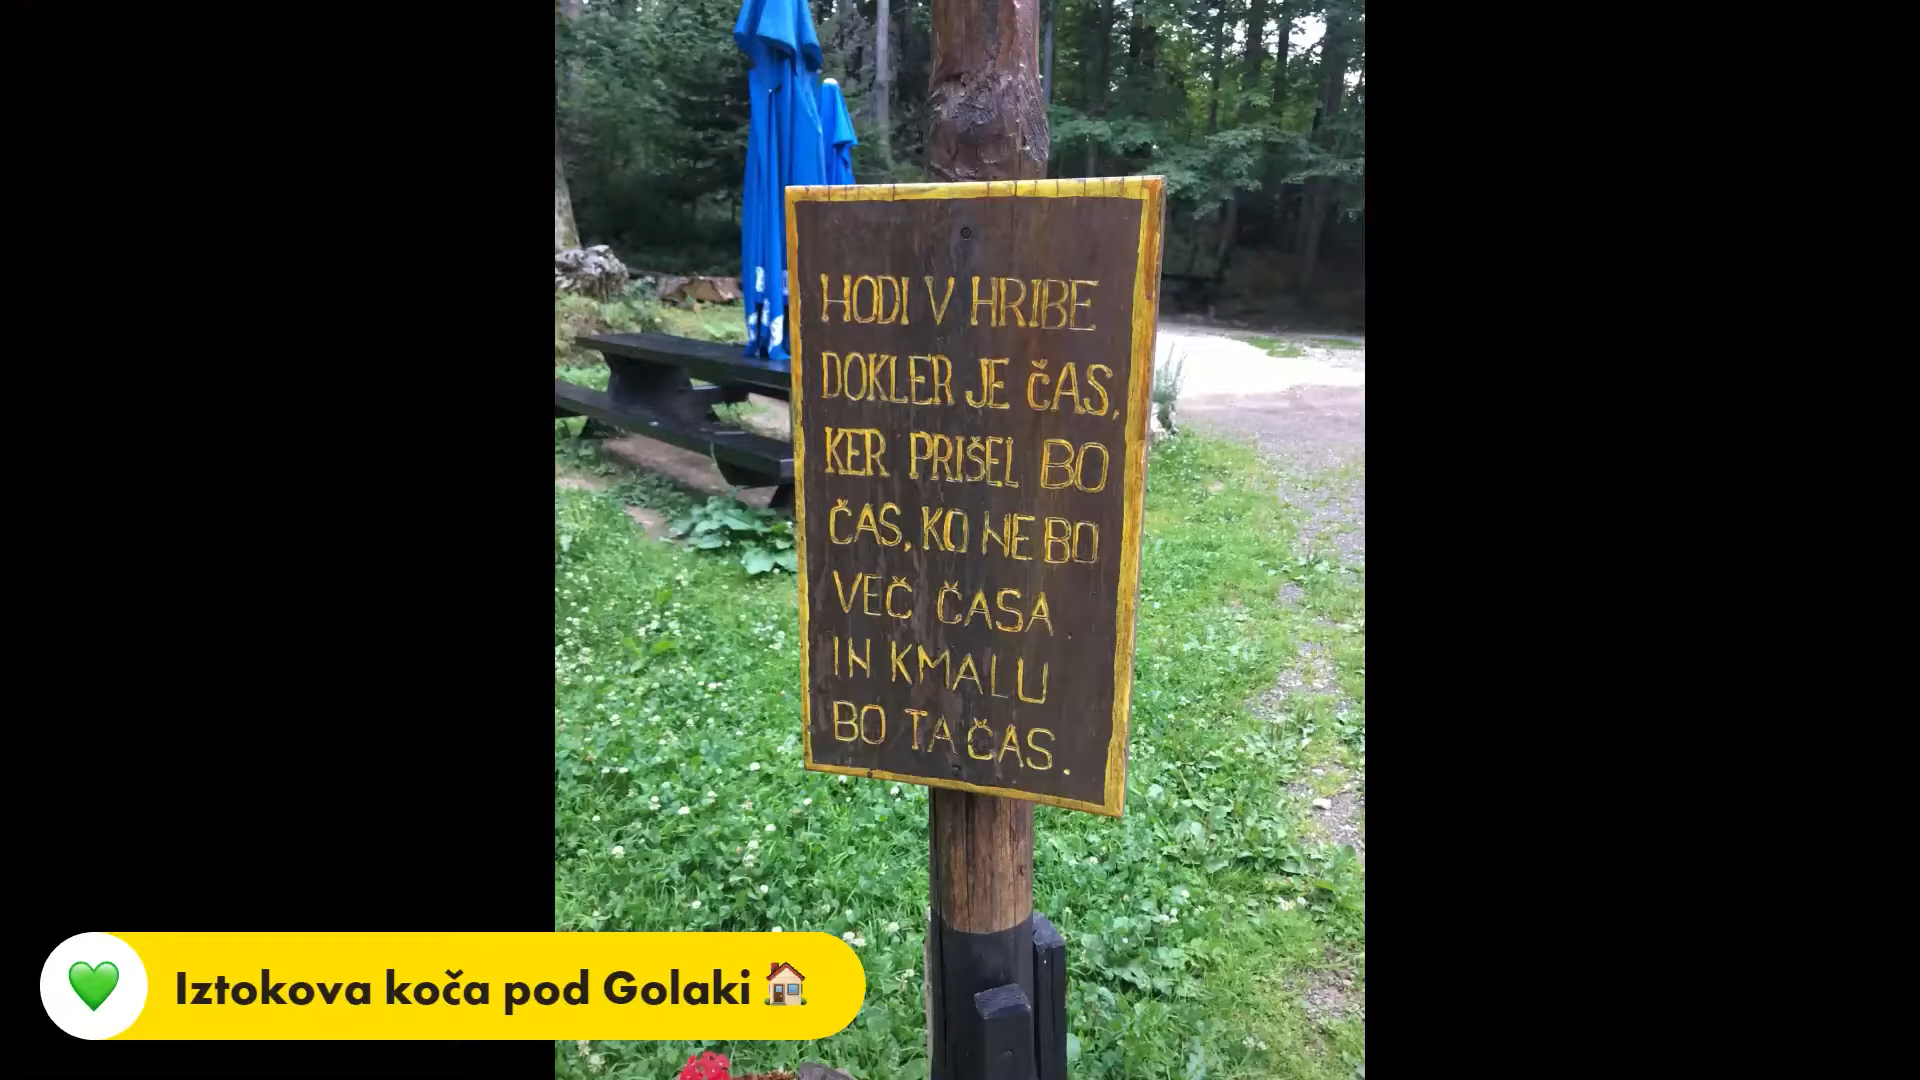 HODI V HRIBE
DOKLER JE ČAS,
KER PRIŠEL BO
ČAS, KO NE BO
VEČ ČASA
IN KMALU
BO TA ČAS.
Iztokova koča pod Golaki